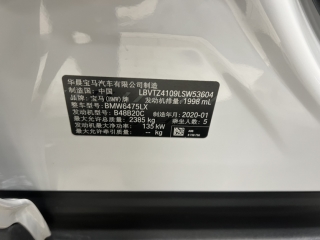 华晨宝马汽车有限公司制造
制造国：中国 LBVTZ4109LSW53604
品牌：宝马(BMW)牌 发动机排量：1998 mL
整车型号：BMW6475LX
发动机型号：B48B20C 制造年月：2020-01
最大允许总质量：2385 kg 乘坐人数：5
发动机最大净功率：135 kW
最大允许牵引质量：— kg